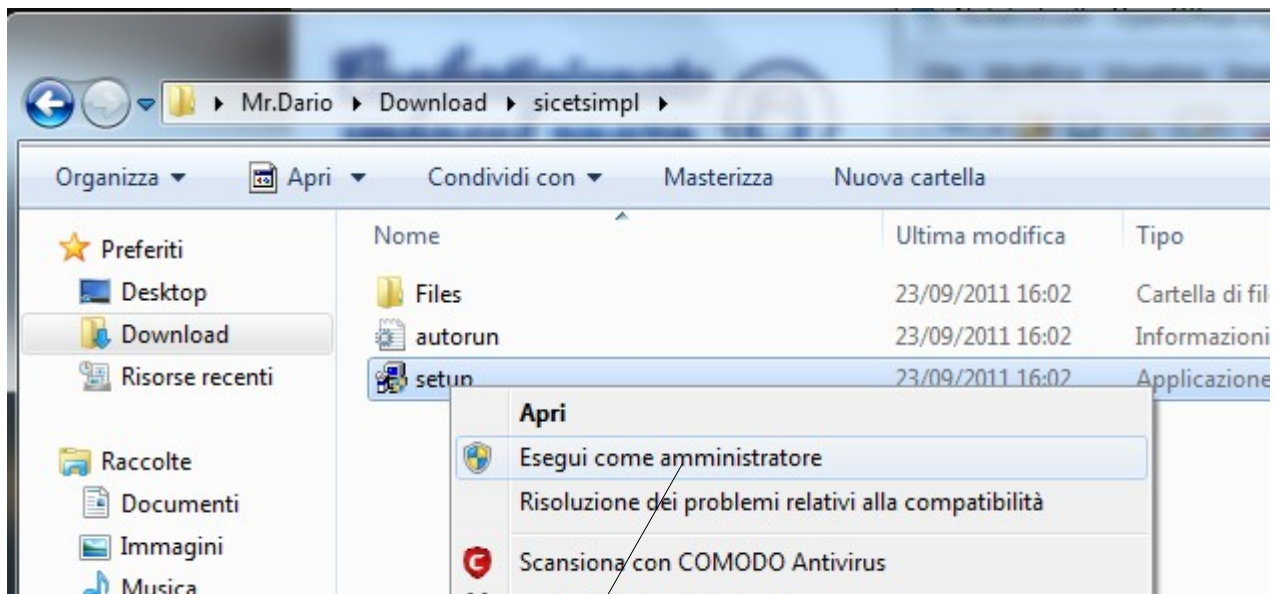 Mr.Dario Download sicetsimpl
Organizza Apri Condividi con Masterizza Nuova cartella
Nome Ultima modifica Tipo
Preferiti
Desktop
Download
Risorse recenti
Raccolte
Documenti
Immagini
Musica
Files 23/09/2011 16:02 Cartella di fil
autorun 23/09/2011 16:02 Informazioni
setup 23/09/2011 16:02 Applicazione
Apri
Esegui come amministratore
Risoluzione dei problemi relativi alla compatibilità
Scansiona con COMODO Antivirus